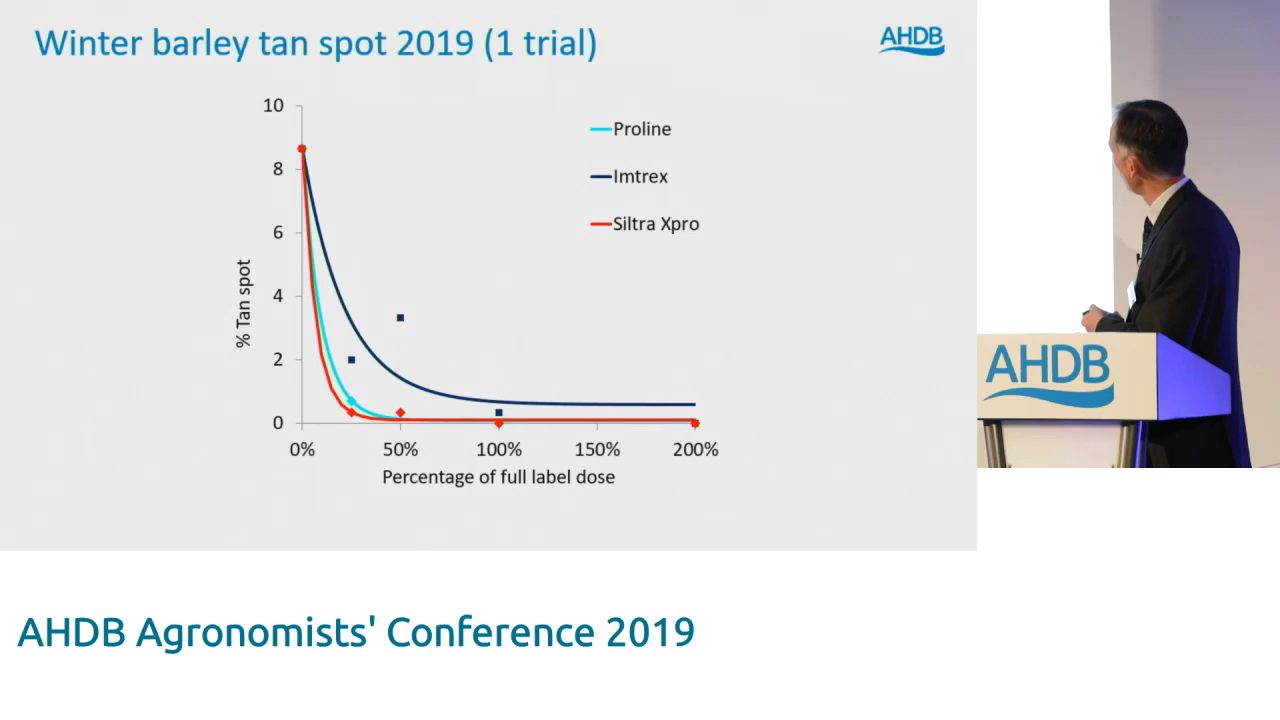 Winter barley tan spot 2019 (1 trial)
AHDB
10
8
6
4
2
0
% Tan spot
0%
50%
100%
150%
200%
Percentage of full label dose
Proline
Imtrex
Siltra Xpro
AHDB
AHDB Agronomists' Conference 2019